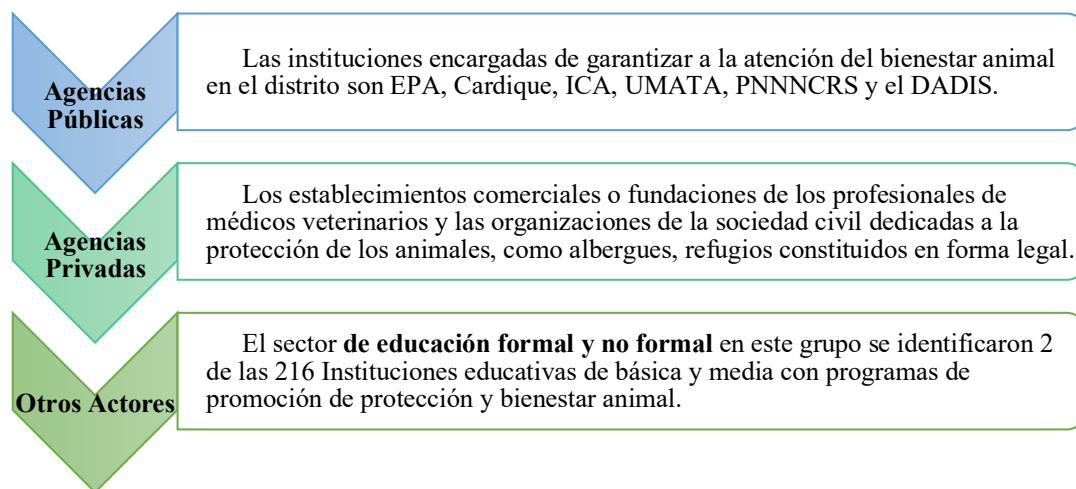 Agencias
Públicas
Las instituciones encargadas de garantizar a la atención del bienestar animal
en el distrito son EPA, Cardique, ICA, UMATA, PNNNCRS y el DADIS.
Agencias
Privadas
Los establecimientos comerciales o fundaciones de los profesionales de
médicos veterinarios y las organizaciones de la sociedad civil dedicadas a la
protección de los animales, como albergues, refugios constituidos en forma legal.
Otros Actores
El sector de educación formal y no formal en este grupo se identificaron 2
de las 216 Instituciones educativas de básica y media con programas de
promoción de protección y bienestar animal.